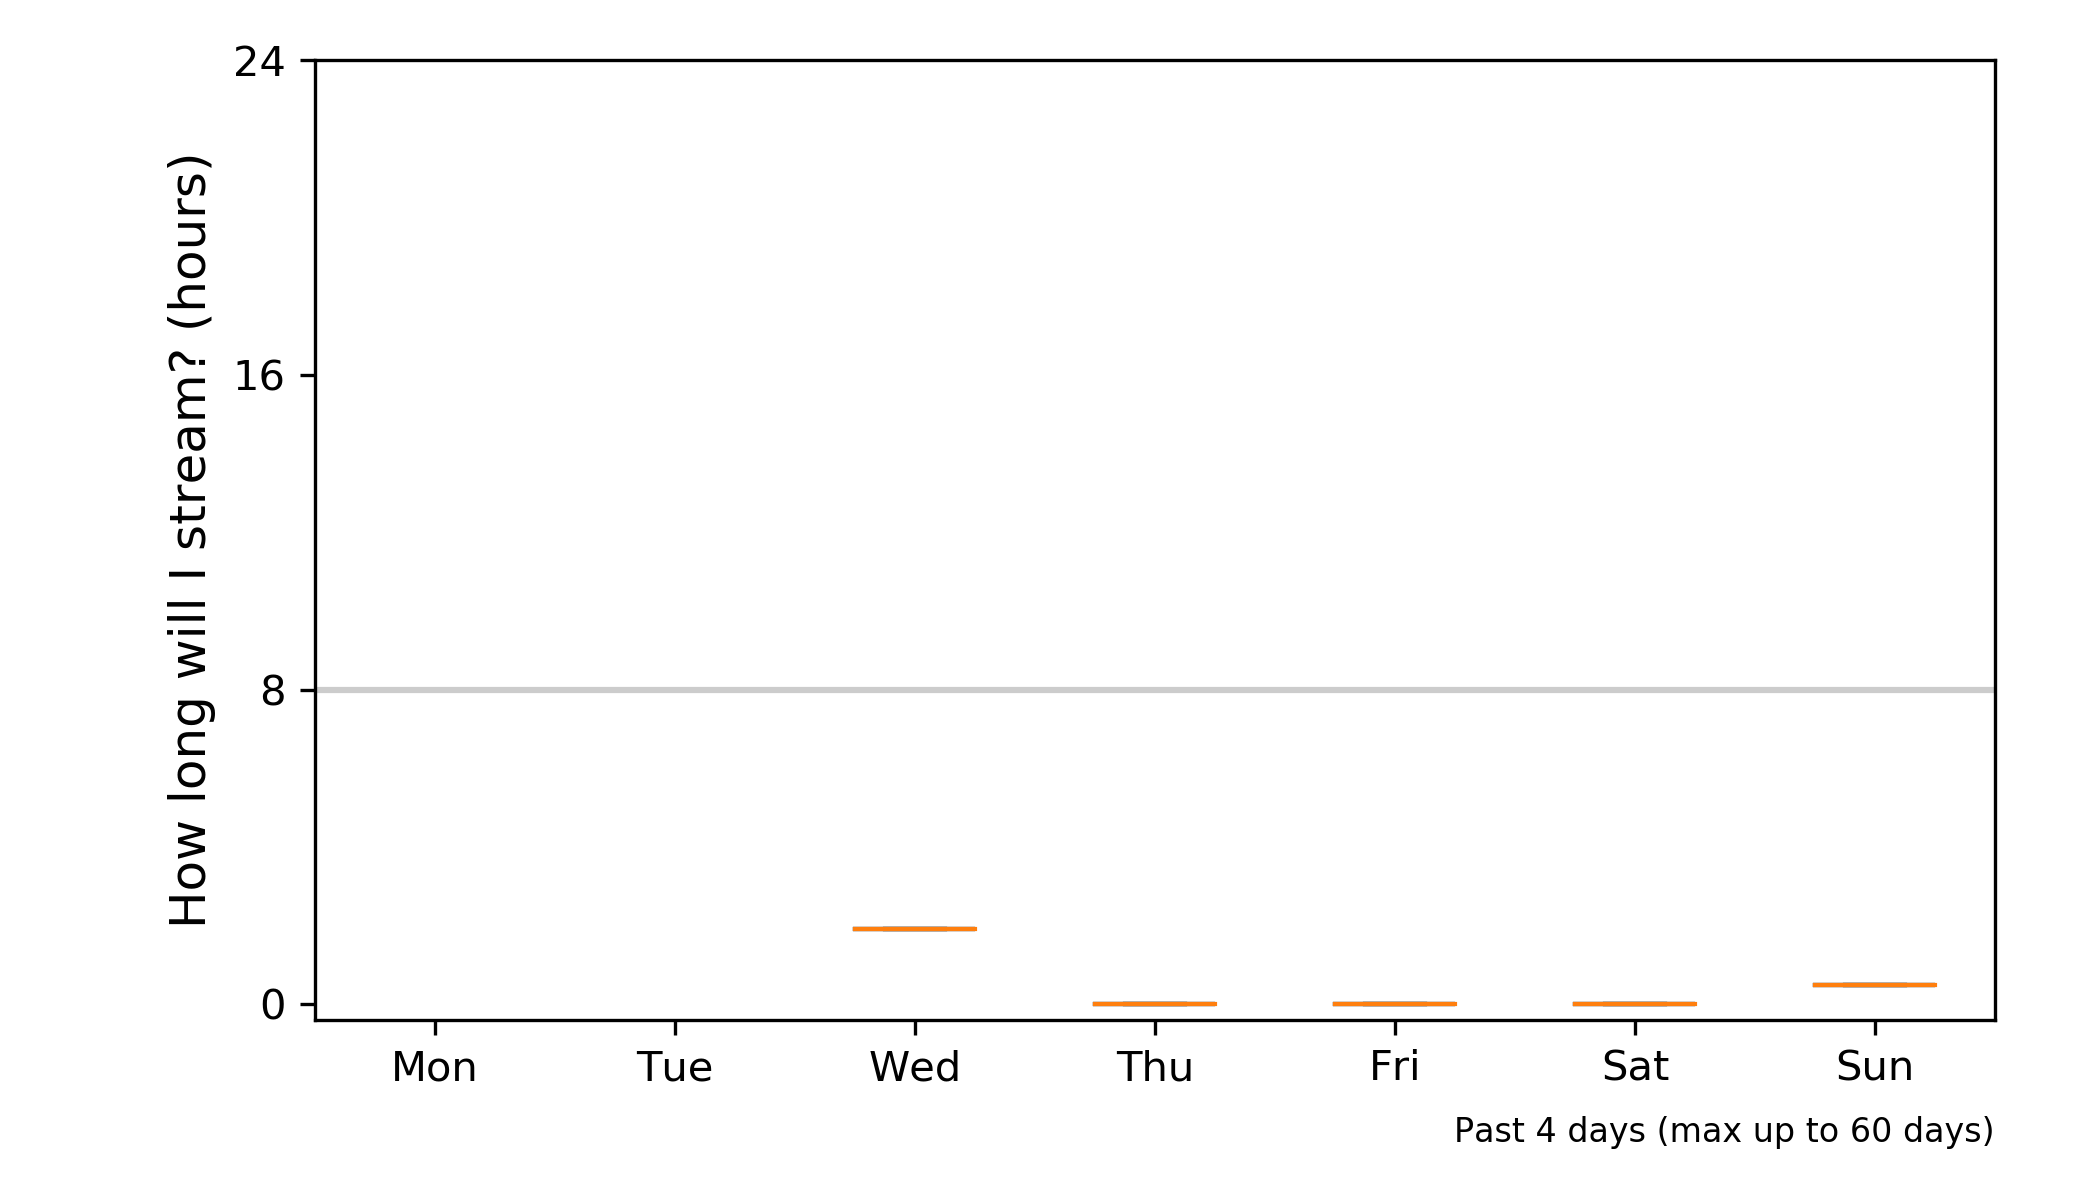 How long will I stream? (hours)
24
16
8
0
Mon Tue Wed Thu Fri Sat Sun
Past 4 days (max up to 60 days)